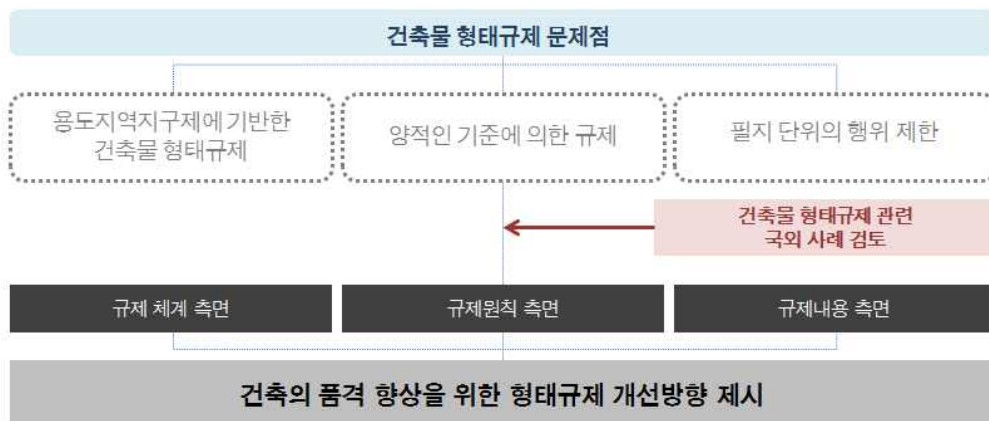 건축물 형태규제 문제점
용도지역지구제에 기반한
건축물 형태규제
양적인 기준에 의한 규제
필지 단위의 행위 제한
건축물 형태규제 관련
국외 사례 검토
규제 체계 측면
규제원칙 측면
규제내용 측면
건축의 품격 향상을 위한 형태규제 개선방향 제시